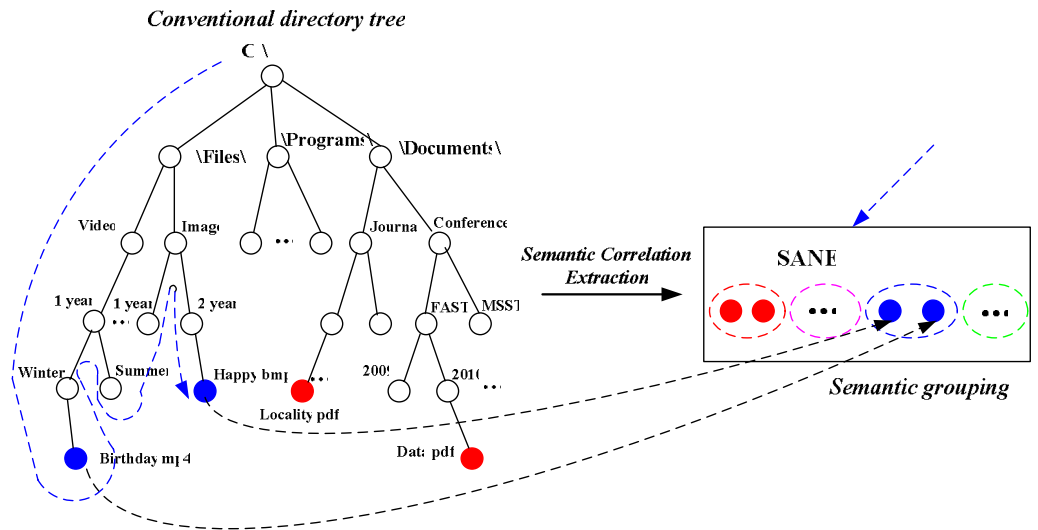 Conventional directory tree
C \
\Programs\
\Files\
\Documents\
Video
Image
•••
Journa
Conference
Semantic Correlation
Extraction
SANE
1 year
•••
1 year
2 year
FAST
MSST
•••
•••
Winter
Summer
Happy bmp
•••
2009
2010
•••
Semantic grouping
Locality pdf
Birthday mp4
Data pdf